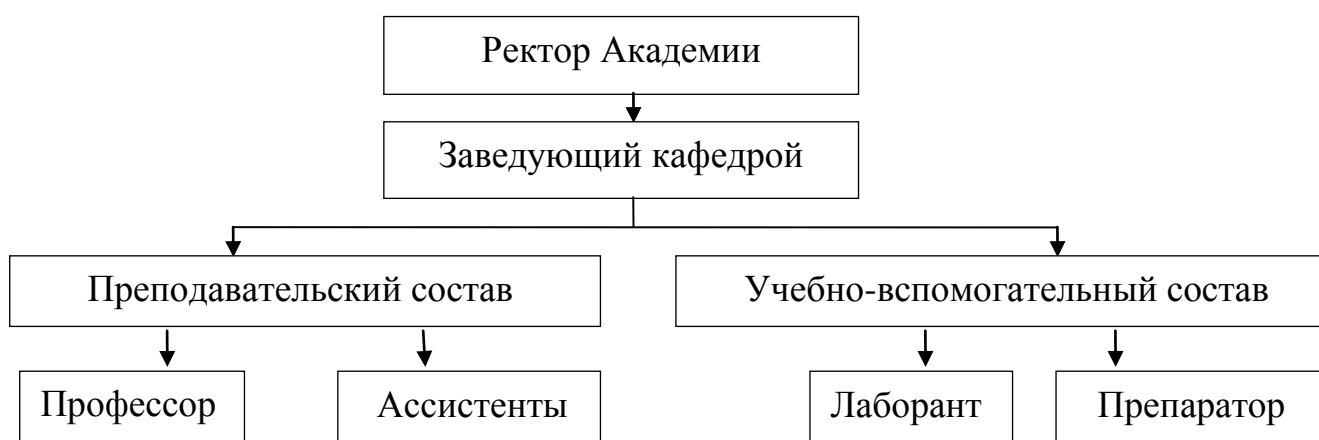 Ректор Академии
Заведующий кафедрой
Преподавательский состав
Учебно-вспомогательный состав
Профессор
Ассистенты
Лаборант
Препаратор